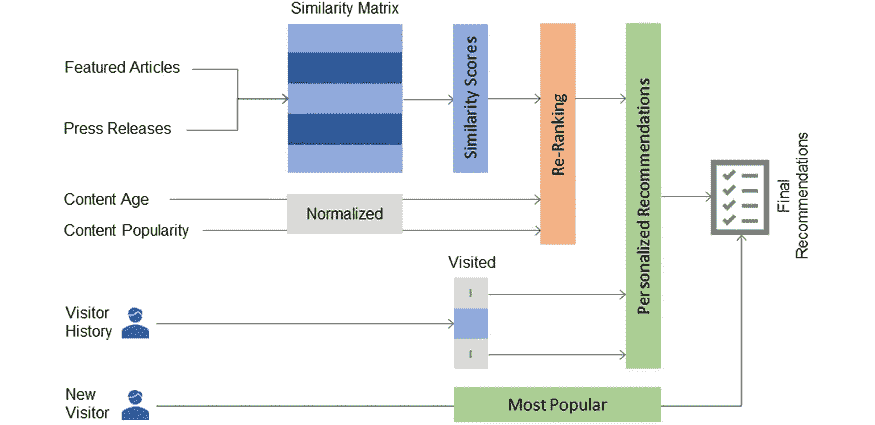 Similarity Matrix
Featured Articles
Press Releases
Similarity Scores
Re-Ranking
Personalized Recommendations
Content Age
Content Popularity
Normalized
Final
Recommendations
Visited
Visitor
History
New
Visitor
Most Popular